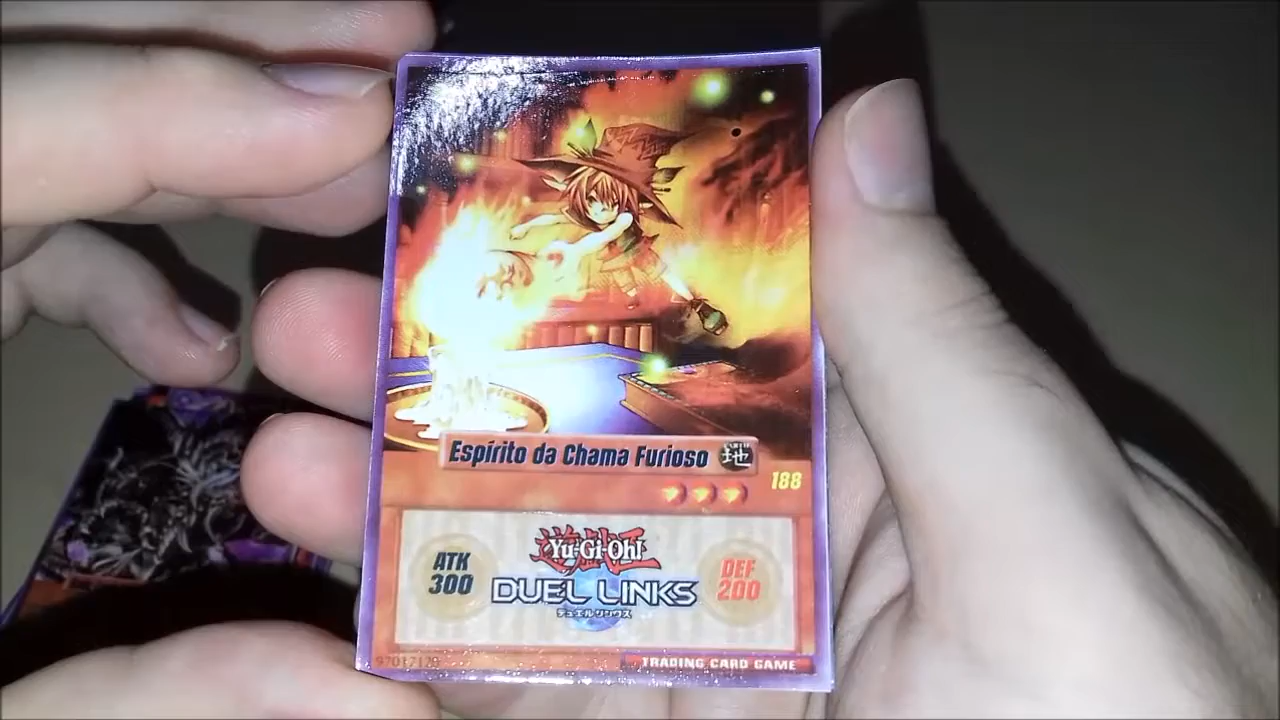 Espírito da Chama Furioso 地
188
ATK
300
Yu-Gi-Oh!
DUEL LINKS
デュエル リンクス
DEF
200
TRADING CARD GAME